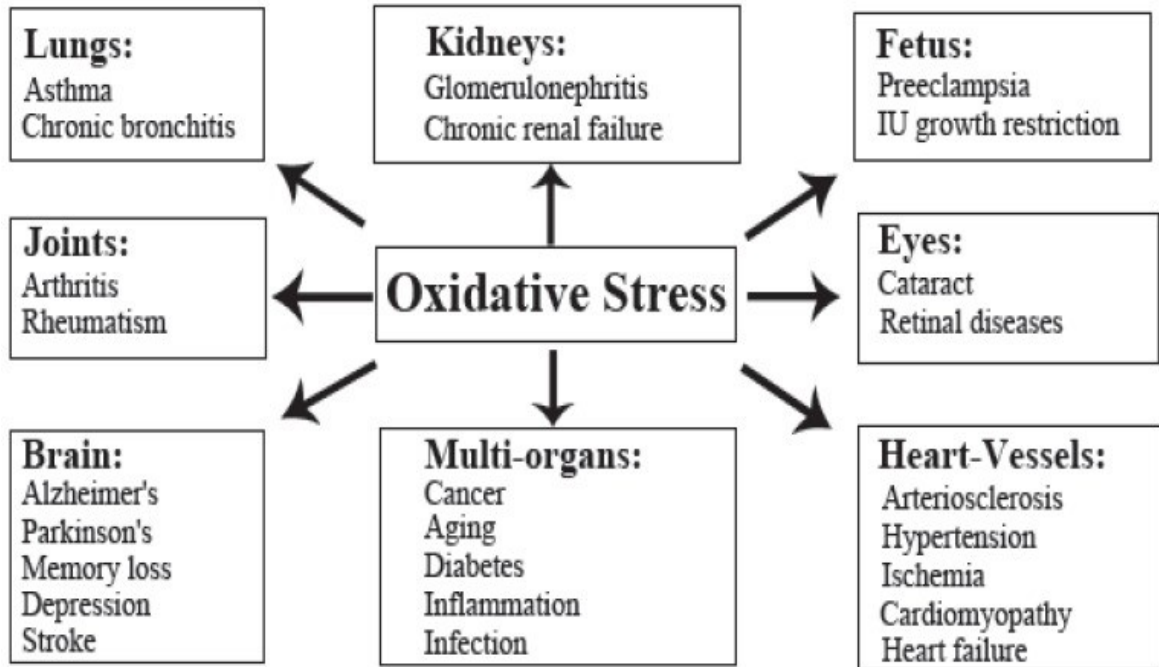 Lungs:
Asthma
Chronic bronchitis
Kidneys:
Glomerulonephritis
Chronic renal failure
Fetus:
Preeclampsia
IU growth restriction
Joints:
Arthritis
Rheumatism
Oxidative Stress
Eyes:
Cataract
Retinal diseases
Brain:
Alzheimer's
Parkinson's
Memory loss
Depression
Stroke
Multi-organs:
Cancer
Aging
Diabetes
Inflammation
Infection
Heart-Vessels:
Arteriosclerosis
Hypertension
Ischemia
Cardiomyopathy
Heart failure